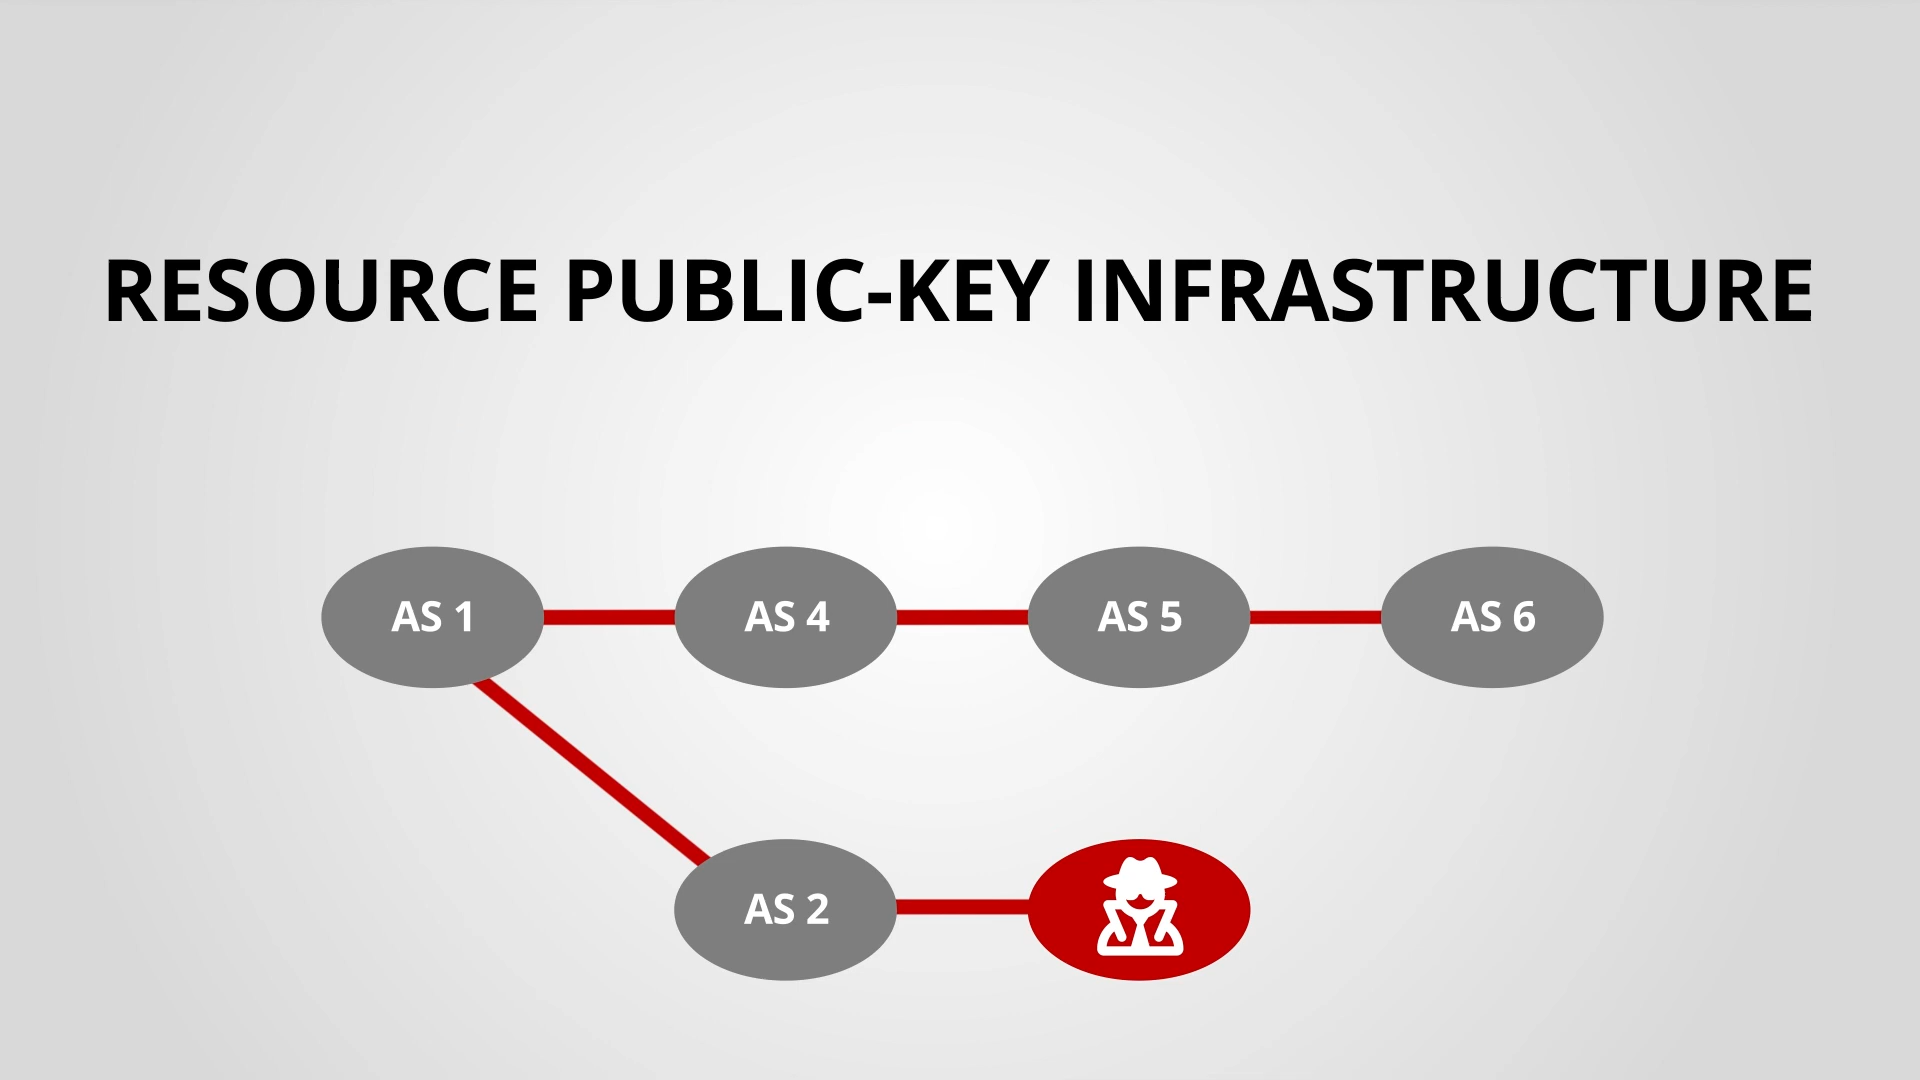 RESOURCE PUBLIC-KEY INFRASTRUCTURE
AS 1
AS 4
AS 5
AS 6
AS 2